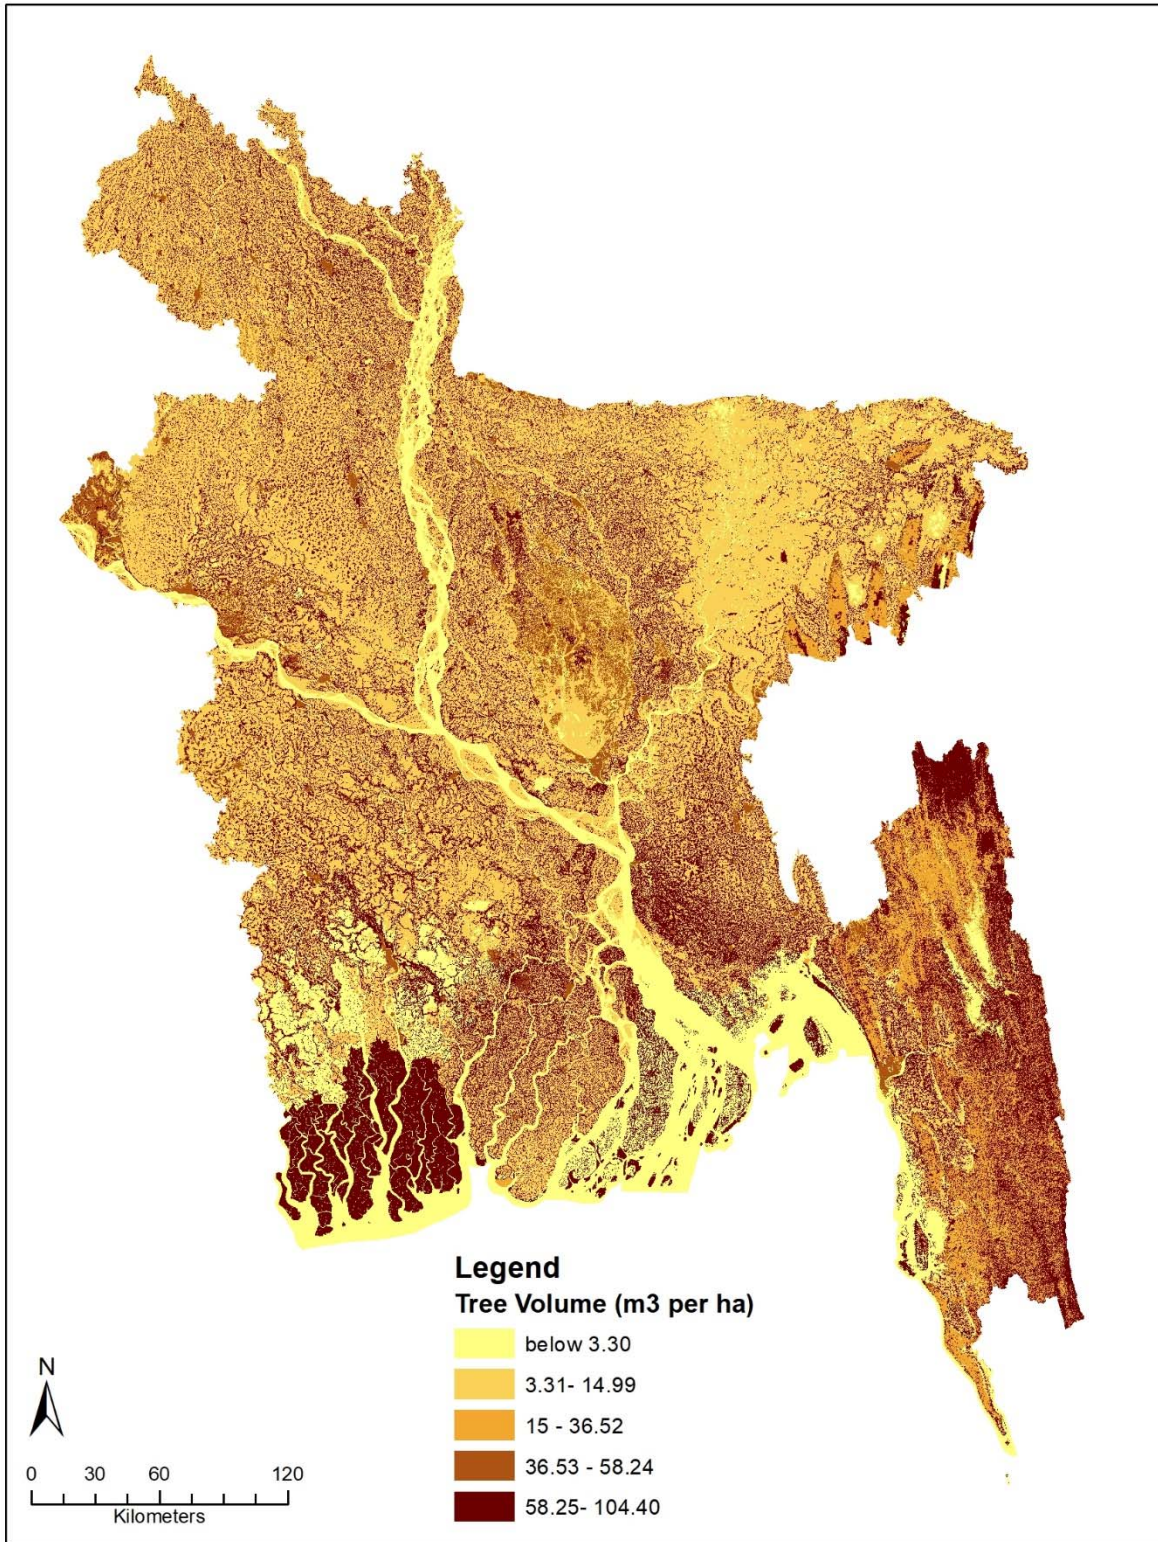 Legend
Tree Volume (m3 per ha)
below 3.30
3.31- 14.99
15 - 36.52
36.53 - 58.24
58.25- 104.40
N
0 30 60 120
Kilometers